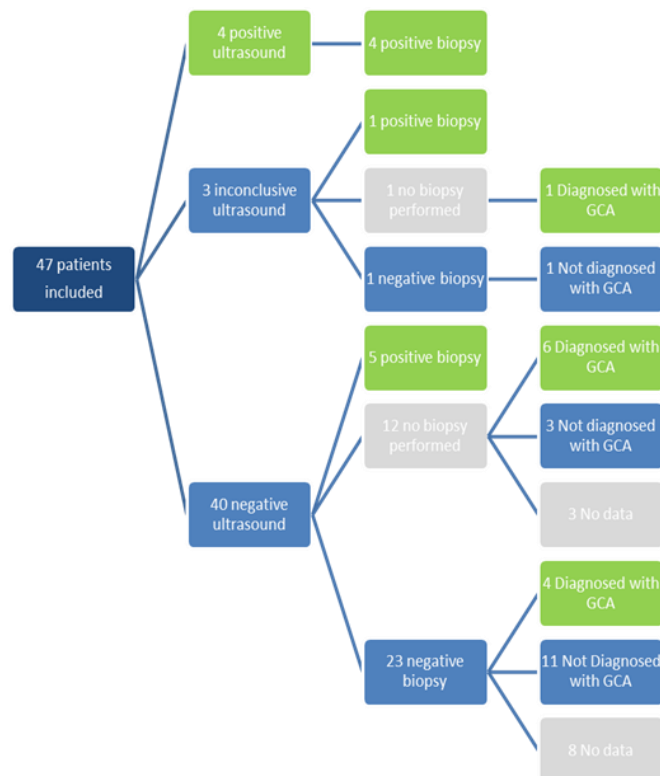 4 positive
ultrasound
4 positive biopsy
1 positive biopsy
3 inconclusive
ultrasound
1 no biopsy
performed
1 Diagnosed with
GCA
47 patients
included
1 negative biopsy
1 Not diagnosed
with GCA
5 positive biopsy
6 Diagnosed with
GCA
12 no biopsy
performed
3 Not diagnosed
with GCA
40 negative
ultrasound
3 No data
4 Diagnosed with
GCA
23 negative
biopsy
11 Not Diagnosed
with GCA
8 No data